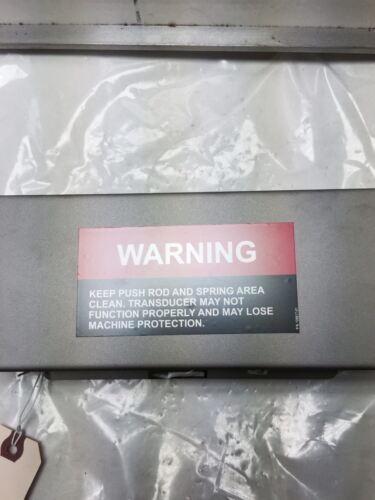 WARNING
KEEP PUSH ROD AND SPRING AREA
CLEAN. TRANSDUCER MAY NOT
FUNCTION PROPERLY AND MAY LOSE
MACHINE PROTECTION.